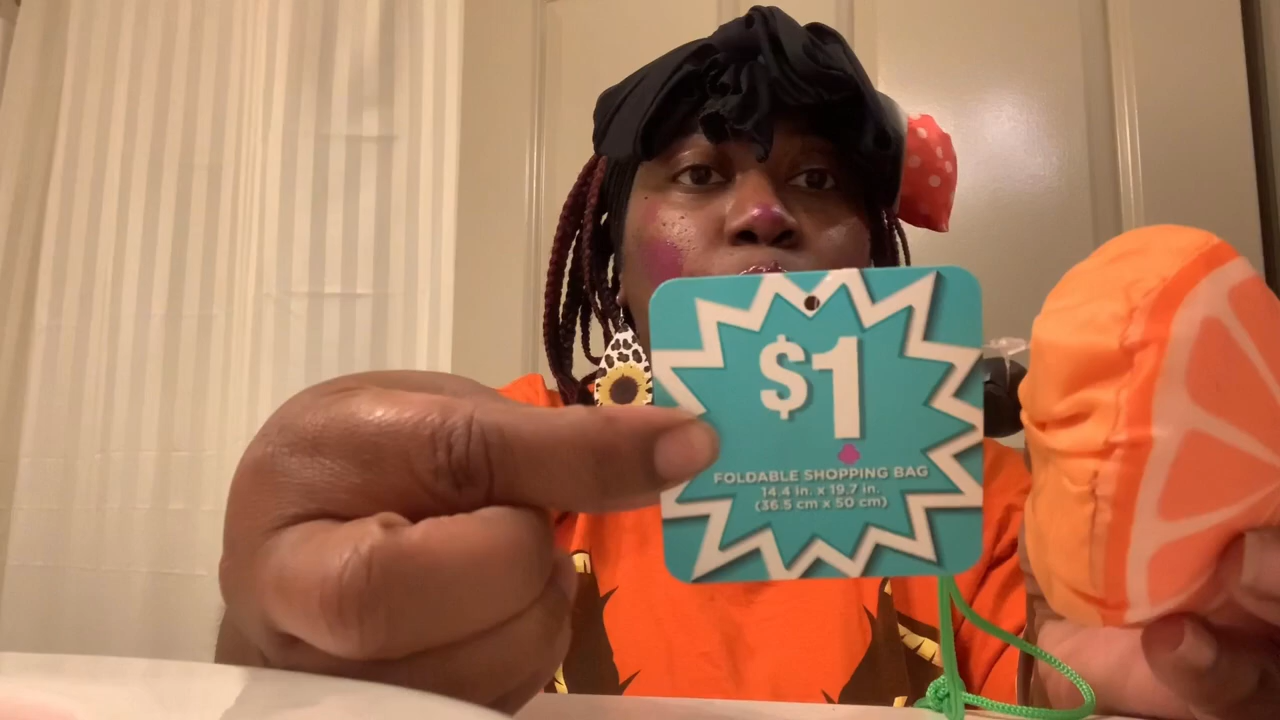 $1
FOLDABLE SHOPPING BAG
14.4 in. x 19.7 in.
(36.5 cm x 50 cm)